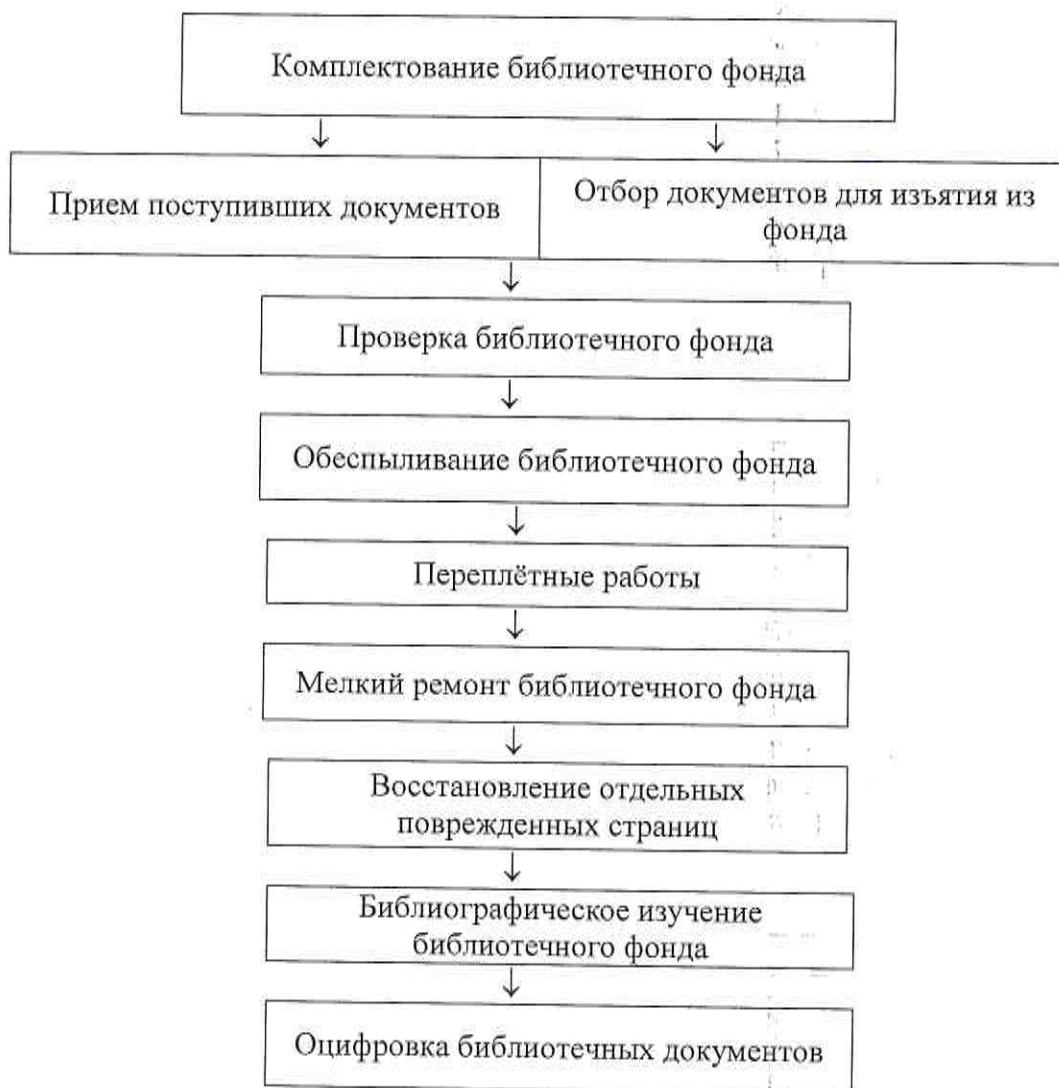 Комплектование библиотечного фонда
Прием поступивших документов
Отбор документов для изъятия из
фонда
Проверка библиотечного фонда
Обеспыливание библиотечного фонда
Переплётные работы
Мелкий ремонт библиотечного фонда
Восстановление отдельных
поврежденных страниц
Библиографическое изучение
библиотечного фонда
Оцифровка библиотечных документов